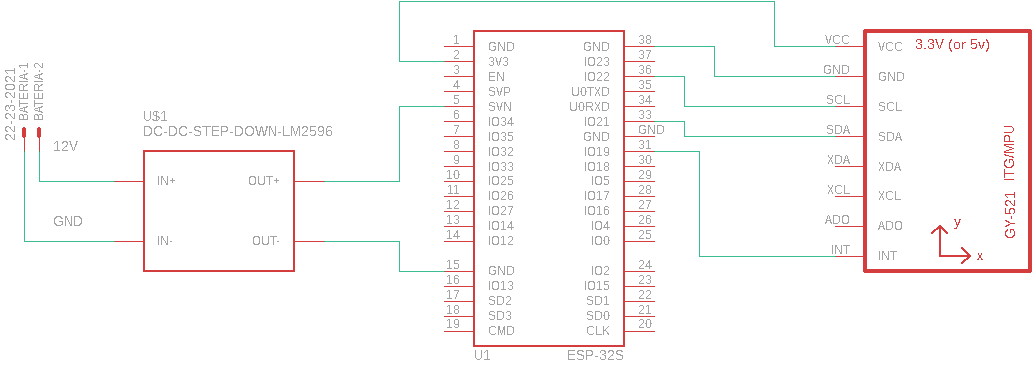 22-23-2021
BATERIA-1
BATERIA-2
12V
GND
U$1
DC-DC-STEP-DOWN-LM2596
IN+
OUT+
IN-
OUT-
1 GND GND 38
2 3V3 IO23 37
3 EN IO22 36
4 SVP U0TXD 35
5 SVN U0RXD 34
6 IO34 IO21 33
7 IO35 GND GND
8 IO32 IO19 31
9 IO33 IO18 30
10 IO25 IO5 29
11 IO26 IO17 28
12 IO27 IO16 27
13 IO14 IO4 26
14 IO12 IO0 25
15 GND IO2 24
16 IO13 IO15 23
17 SD2 SD1 22
18 SD3 SD0 21
19 CMD CLK 20
U1 ESP-32S
VCC VCC 3.3V (or 5v)
GND GND
SCL SCL
SDA SDA
XDA XDA
XCL XCL
ADO ADO
INT INT
y
x
GY-521 ITG/MPU